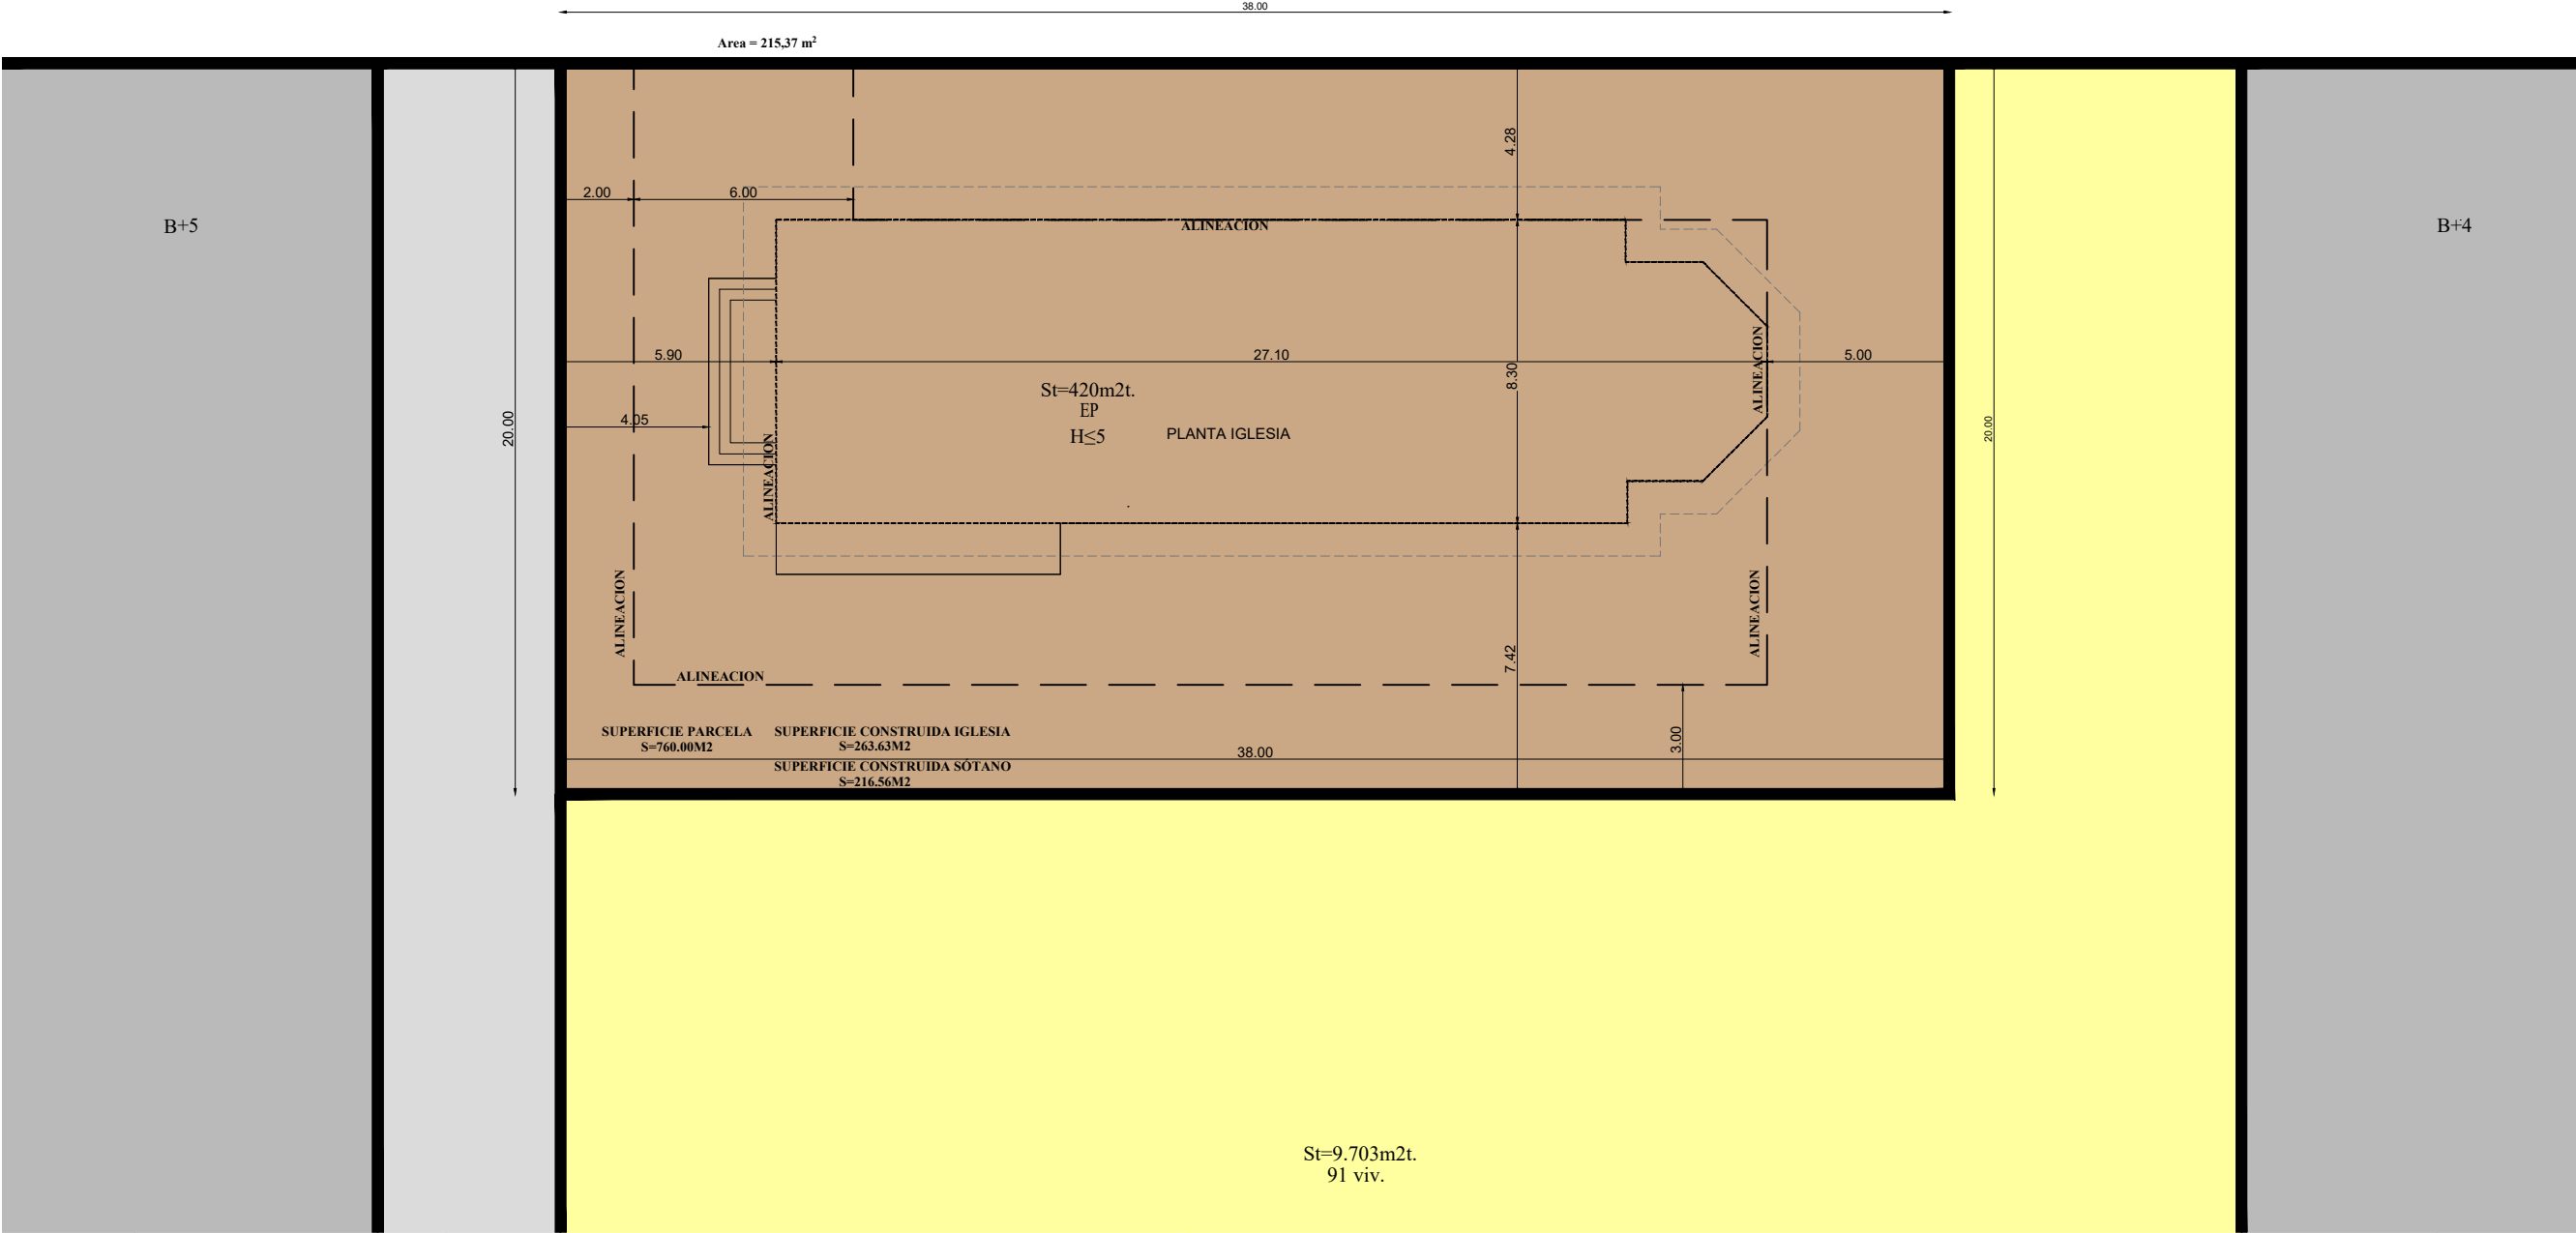 38.00
Area = 215,37 m²
4.28
2.00
6.00
B+5
ALINEACION
B+4
5.90
27.10
5.00
ALINEACION
8.30
St=420m2t.
EP
H≤5
PLANTA IGLESIA
4.05
20.00
20.00
ALINEACION
ALINEACION
ALINEACION
7.42
ALINEACION
3.00
SUPERFICIE PARCELA
S=760.00M2
SUPERFICIE CONSTRUIDA IGLESIA
S=263.63M2
38.00
SUPERFICIE CONSTRUIDA SÓTANO
S=216.56M2
St=9.703m2t.
91 viv.